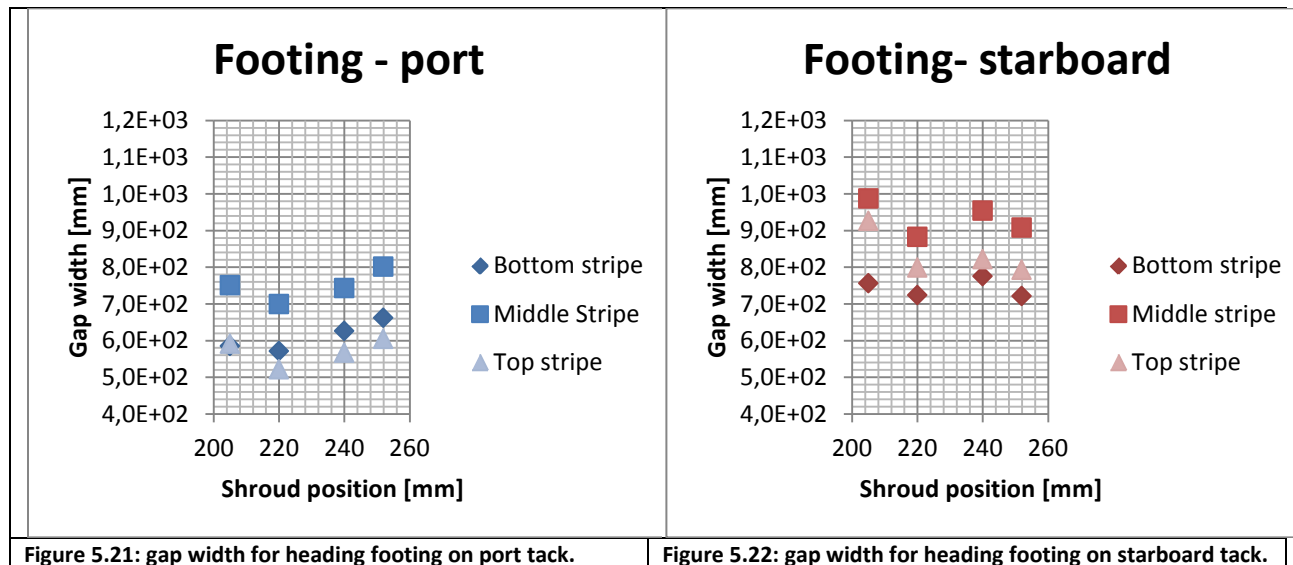 Footing - port
1,2E+03
1,1E+03
1,0E+03
9,0E+02
8,0E+02
7,0E+02
6,0E+02
5,0E+02
4,0E+02
Gap width [mm]
200 220 240 260
Shroud position [mm]
Bottom stripe
Middle Stripe
Top stripe
Figure 5.21: gap width for heading footing on port tack.
Footing- starboard
1,2E+03
1,1E+03
1,0E+03
9,0E+02
8,0E+02
7,0E+02
6,0E+02
5,0E+02
4,0E+02
Gap width [mm]
200 220 240 260
Shroud position [mm]
Bottom stripe
Middle stripe
Top stripe
Figure 5.22: gap width for heading footing on starboard tack.